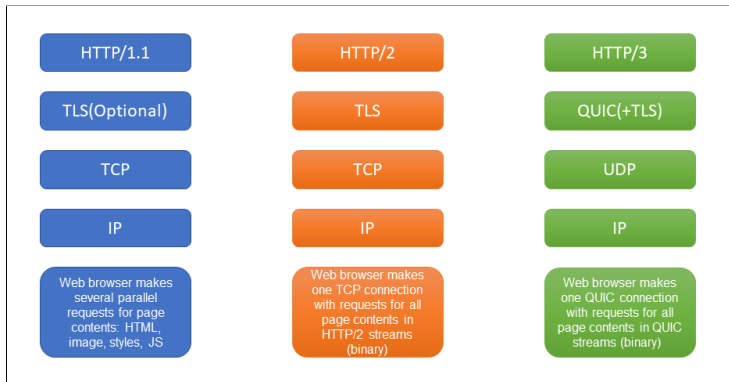 HTTP/1.1
HTTP/2
HTTP/3
TLS(Optional)
TLS
QUIC(+TLS)
TCP
TCP
UDP
IP
IP
IP
Web browser makes
several parallel
requests for page
contents: HTML,
image, styles, JS
Web browser makes
one TCP connection
with requests for all
page contents in
HTTP/2 streams
(binary)
Web browser makes
one QUIC connection
with requests for all
page contents in QUIC
streams (binary)